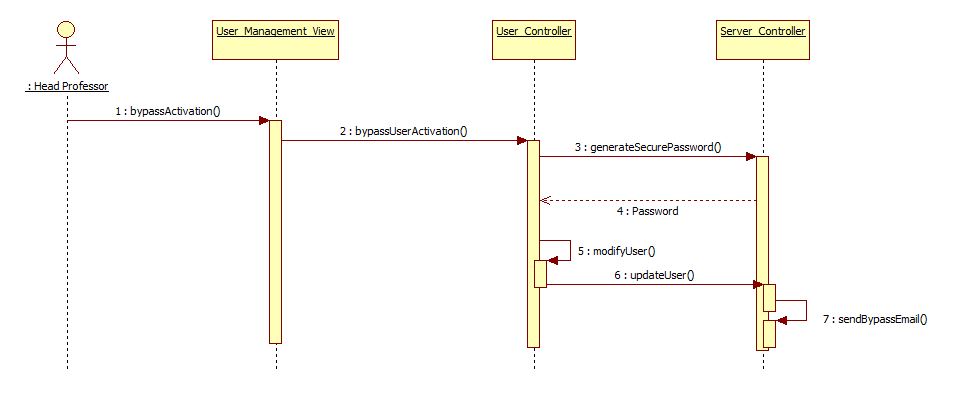 User_Management_View
User_Controller
Server_Controller
: Head Professor
1 : bypassActivation()
2 : bypassUserActivation()
3 : generateSecurePassword()
4 : Password
5 : modifyUser()
6 : updateUser()
7 : sendBypassEmail()